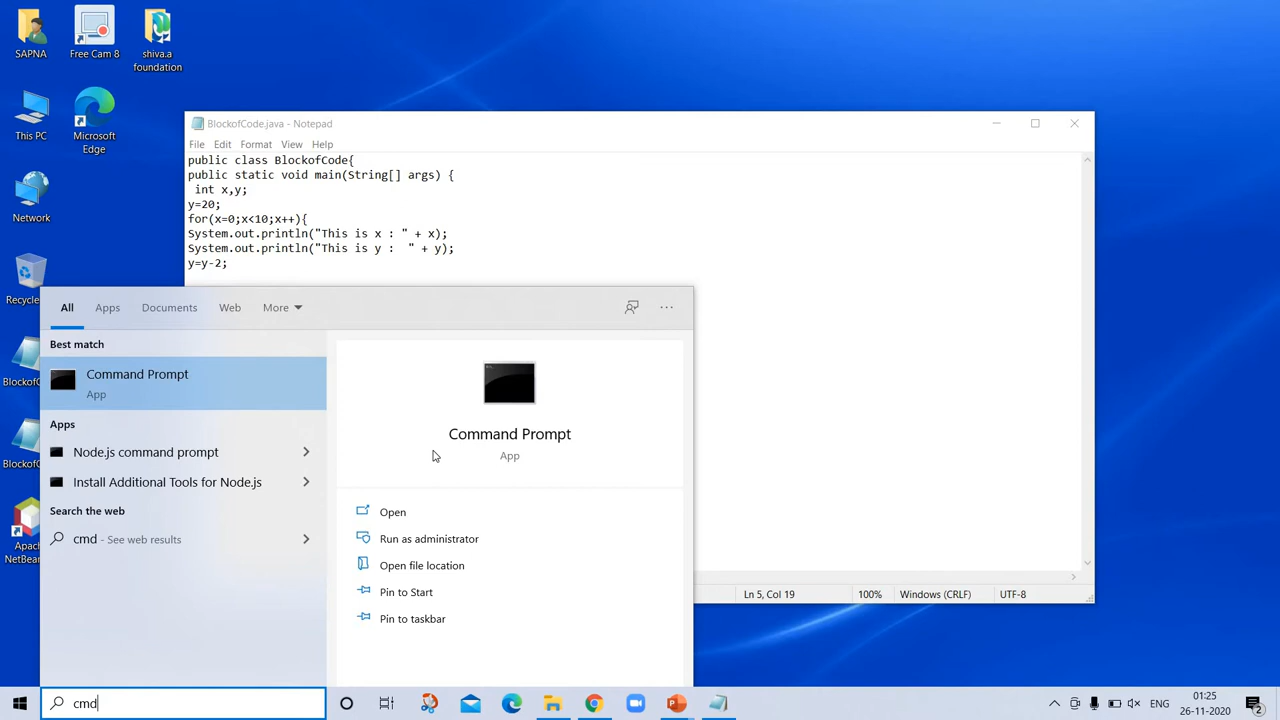 SAPNA
Free Cam 8
shiva.a
foundation
This PC
Microsoft
Edge
Network
BlockofCode.java - Notepad
File Edit Format View Help
public class BlockofCode{
public static void main(String[] args) {
int x,y;
y=20;
for(x=0;x<10;x++){
System.out.println("This is x : " + x);
System.out.println("This is y :  " + y);
y=y-2;
Ln 5, Col 19 100% Windows (CRLF) UTF-8
All Apps Documents Web More
Best match
Command Prompt
App
Apps
Node.js command prompt
Install Additional Tools for Node.js
Search the web
cmd - See web results
Command Prompt
App
Open
Run as administrator
Open file location
Pin to Start
Pin to taskbar
cmd
ENG
01:25
26-11-2020
2